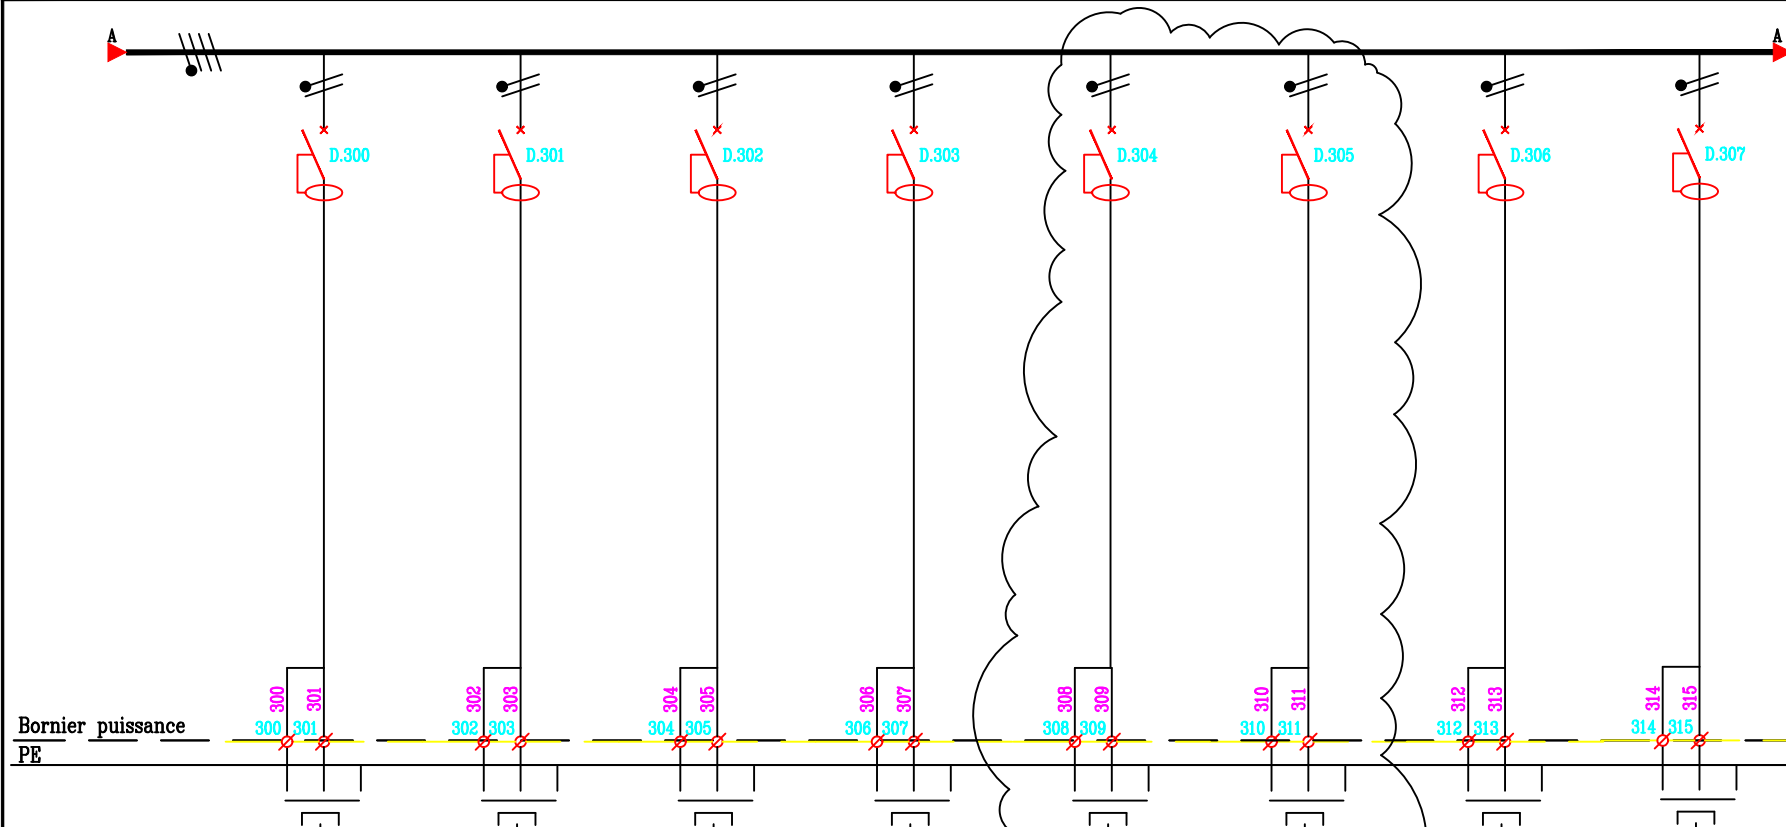 A A
D.300 D.301 D.302 D.303 D.304 D.305 D.306 D.307
300 301 302 303 304 305 306 307 308 309 310 311 312 313 314 315
Bornier puissance 300 301 302 303 304 305 306 307 308 309 310 311 312 313 314 315
PE